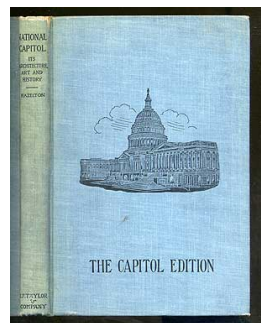 NATIONAL
CAPITOL
ITS
ARCHITECTURE
ART AND
HISTORY
HAZELTON
J.F. TAYLOR
&
COMPANY
THE CAPITOL EDITION